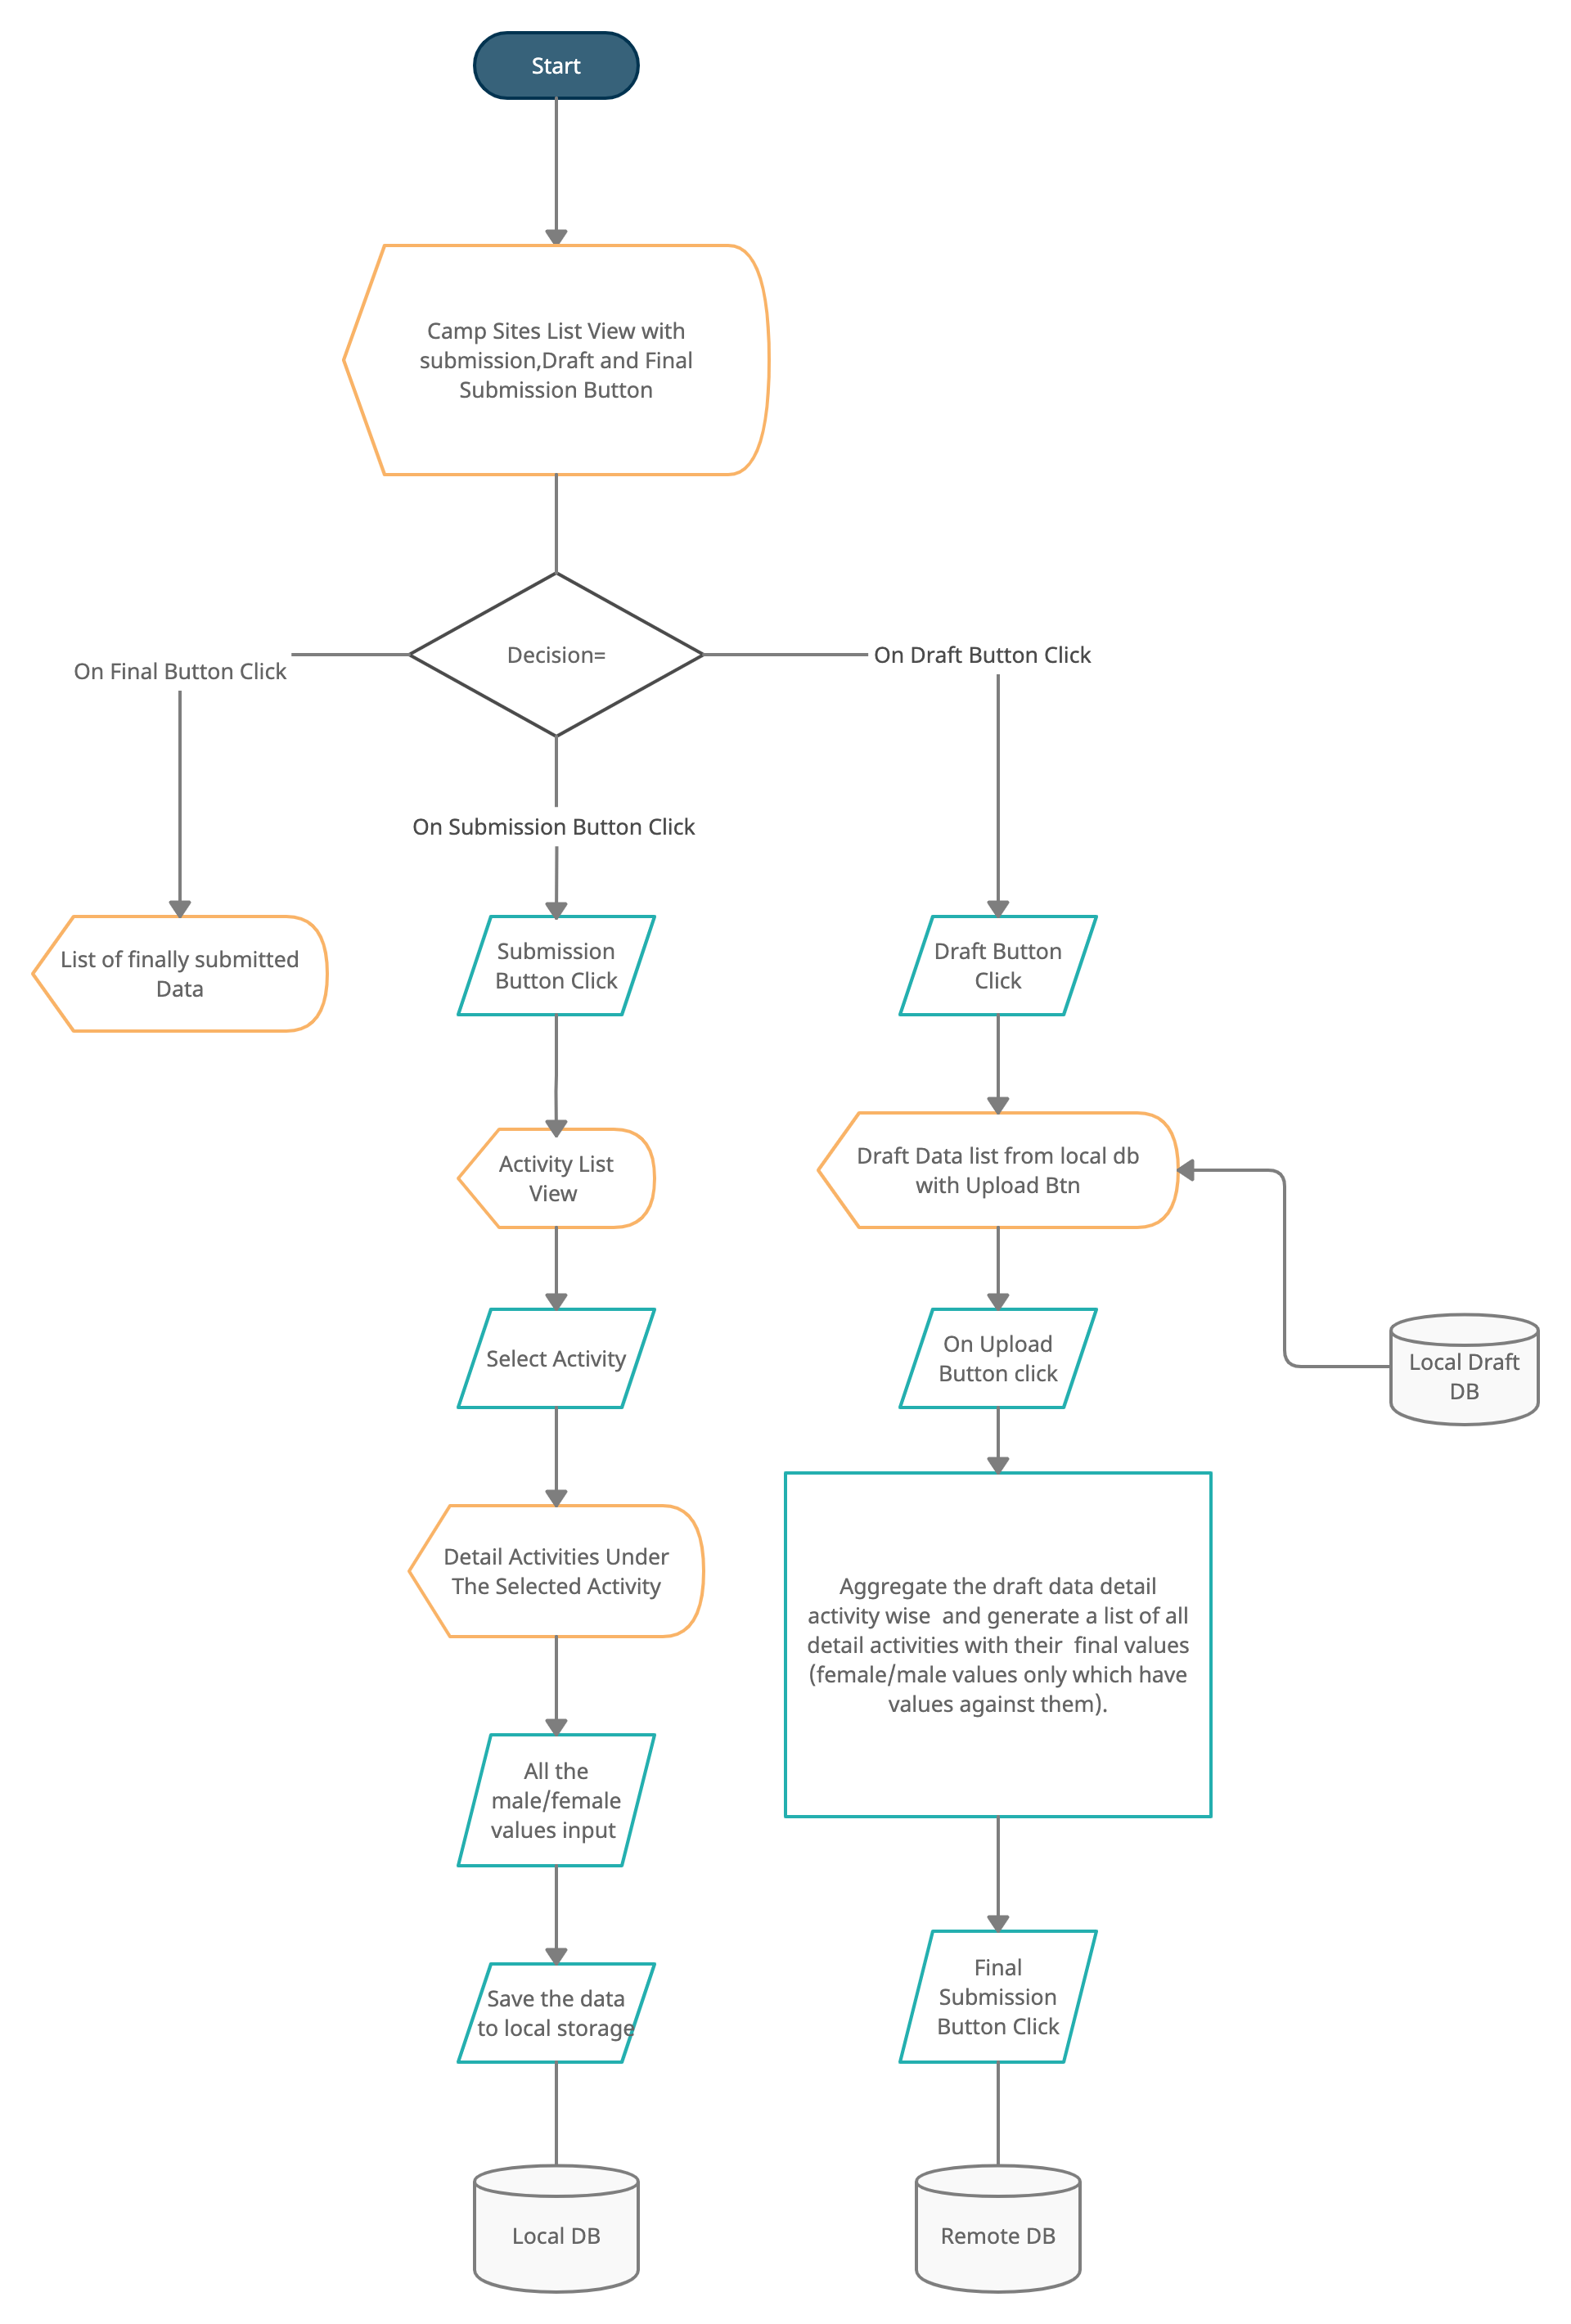 Start
Camp Sites List View with
submission,Draft and Final
Submission Button
Decision=
On Final Button Click
On Draft Button Click
On Submission Button Click
List of finally submitted
Data
Submission
Button Click
Draft Button
Click
Activity List
View
Draft Data list from local db
with Upload Btn
Select Activity
On Upload
Button click
Local Draft
DB
Detail Activities Under
The Selected Activity
Aggregate the draft data detail
activity wise  and generate a list of all
detail activities with their  final values
(female/male values only which have
values against them).
All the
male/female
values input
Save the data
to local storage
Final
Submission
Button Click
Local DB
Remote DB